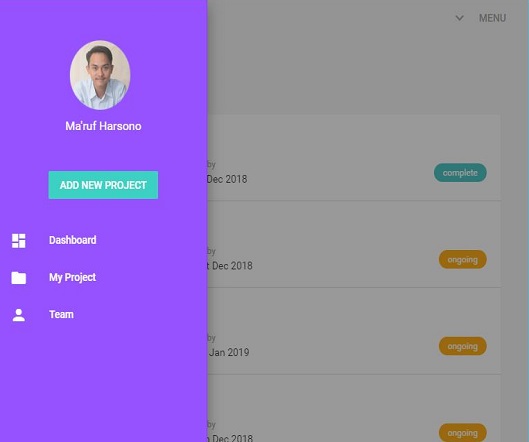 MENU
Ma'ruf Harsono
ADD NEW PROJECT
by
Dec 2018
complete
Dashboard
by
t Dec 2018
ongoing
My Project
Team
by
Jan 2019
ongoing
by
Dec 2018
ongoing